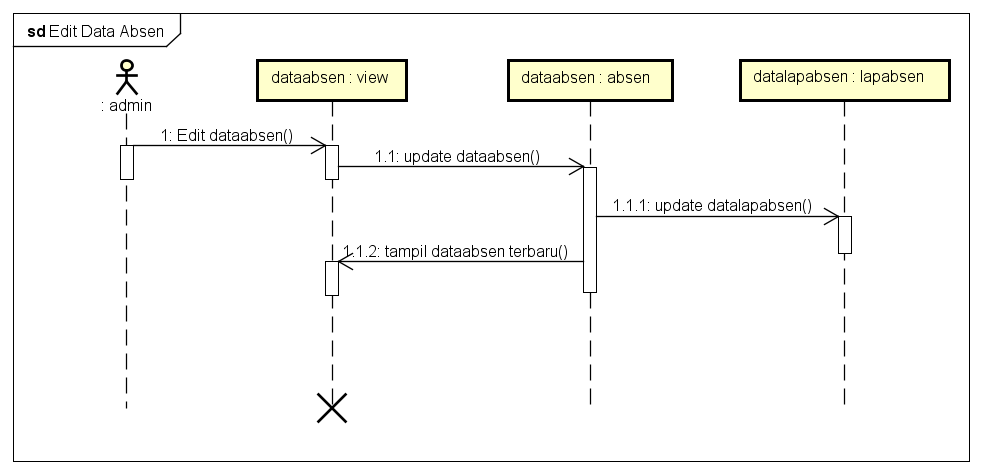 sd Edit Data Absen
: admin
dataabsen : view
dataabsen : absen
datalapabsen : lapabsen
1: Edit dataabsen()
1.1: update dataabsen()
1.1.1: update datalapabsen()
1.1.2: tampil dataabsen terbaru()